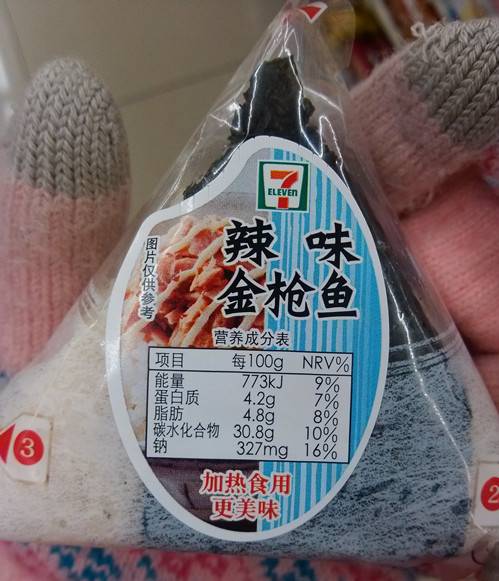 7
ELEVEn
辣味
金枪鱼
图片仅供参考
营养成分表
项目 每100g NRV%
能量 773kJ 9%
蛋白质 4.2g 7%
脂肪 4.8g 8%
碳水化合物 30.8g 10%
钠 327mg 16%
加热食用
更美味
3
2